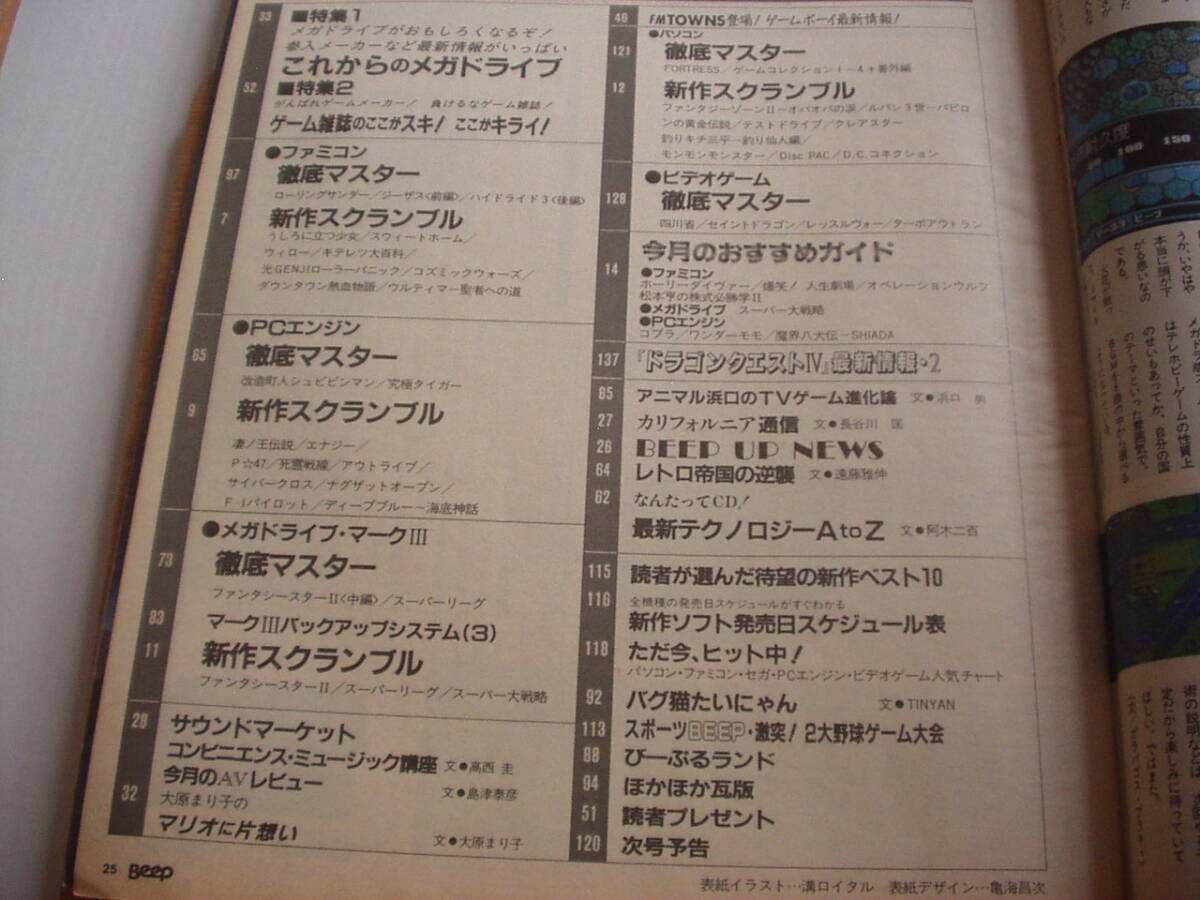 33
■特集1
メガドライブがおもしろくなるぞ!
参入メーカーなど最新情報がいっぱい
これからのメガドライブ
52
■特集2
がんばれゲームメーカー! 負けるなゲーム雑誌!
ゲーム雑誌のここがスキ! ここがキライ!
●ファミコン
97
徹底マスター
ローリングサンダー/ジーザス〈前編〉/ハイドライド3〈後編〉
7
新作スクランブル
うしろに立つ少女/スウィートホーム/
ウィロー/キテレツ大百科/
光GENJIローラーパニック/コズミックウォーズ/
ダウンタウン熱血物語/ウルティマ―聖者への道
●PCエンジン
65
徹底マスター
改造町人シュビビンマン/究極タイガー
9
新作スクランブル
凄ノ王伝説/エナジー/
P☆47/死霊戦線/アウトライブ/
サイバークロス/ナグザットオープン/
F-1パイロット/ディープブルー~海底神話
●メガドライブ・マークIII
73
徹底マスター
ファンタシースターII〈中編〉/スーパーリーグ
83
マークIIIバックアップシステム(3)
11
新作スクランブル
ファンタシースターII/スーパーリーグ/スーパー大戦略
28
サウンドマーケット
コンビニエンス・ミュージック講座 文●高西 圭
今月のAVレビュー 文●島津泰彦
32
大原まり子の
マリオに片想い 文●大原まり子
25 Beep
46
FMTOWNS登場! ゲームボーイ最新情報!
●パソコン
121
徹底マスター
FORTRESS/ゲームコレクション1~4+番外編
12
新作スクランブル
ファンタジーゾーンII―オパオパの涙/ルパン3世―バビロ
ンの黄金伝説/テストドライブ/クレアスター
釣りキチ三平―釣り仙人編/
モンモンモンスター/Disc PAC/D.C.コネクション
●ビデオゲーム
128
徹底マスター
四川省/セイントドラゴン/レッスルウォー/ターボアウトラン
14
今月のおすすめガイド
●ファミコン
ホーリーダイヴァー/爆笑! 人生劇場/オペレーションウルフ
松本亨の株式必勝学II
●メガドライブ スーパー大戦略
●PCエンジン
コブラ/ワンダーモモ/魔界八犬伝―SHIADA
137
『ドラゴンクエストIV』最新情報・2
85
アニマル浜口のTVゲーム進化論 文●浜口 勇
27
カリフォルニア通信 文●長谷川 匡
26
BEEP UP NEWS
64
レトロ帝国の逆襲 文●遠藤雅伸
62
なんたってCD!
最新テクノロジーA to Z 文●阿木二百
115
読者が選んだ待望の新作ベスト10
116
全機種の発売日スケジュールがすぐわかる
新作ソフト発売日スケジュール表
118
ただ今、ヒット中!
パソコン・ファミコン・セガ・PCエンジン・ビデオゲーム人気チャート
92
バグ猫たいにゃん 文●TINYAN
113
スポーツBEEP・激突! 2大野球ゲーム大会
88
びーぷるランド
94
ほかほか瓦版
51
読者プレゼント
120
次号予告
表紙イラスト…溝ロイタル 表紙デザイン…亀海昌次
耐久度
100 150